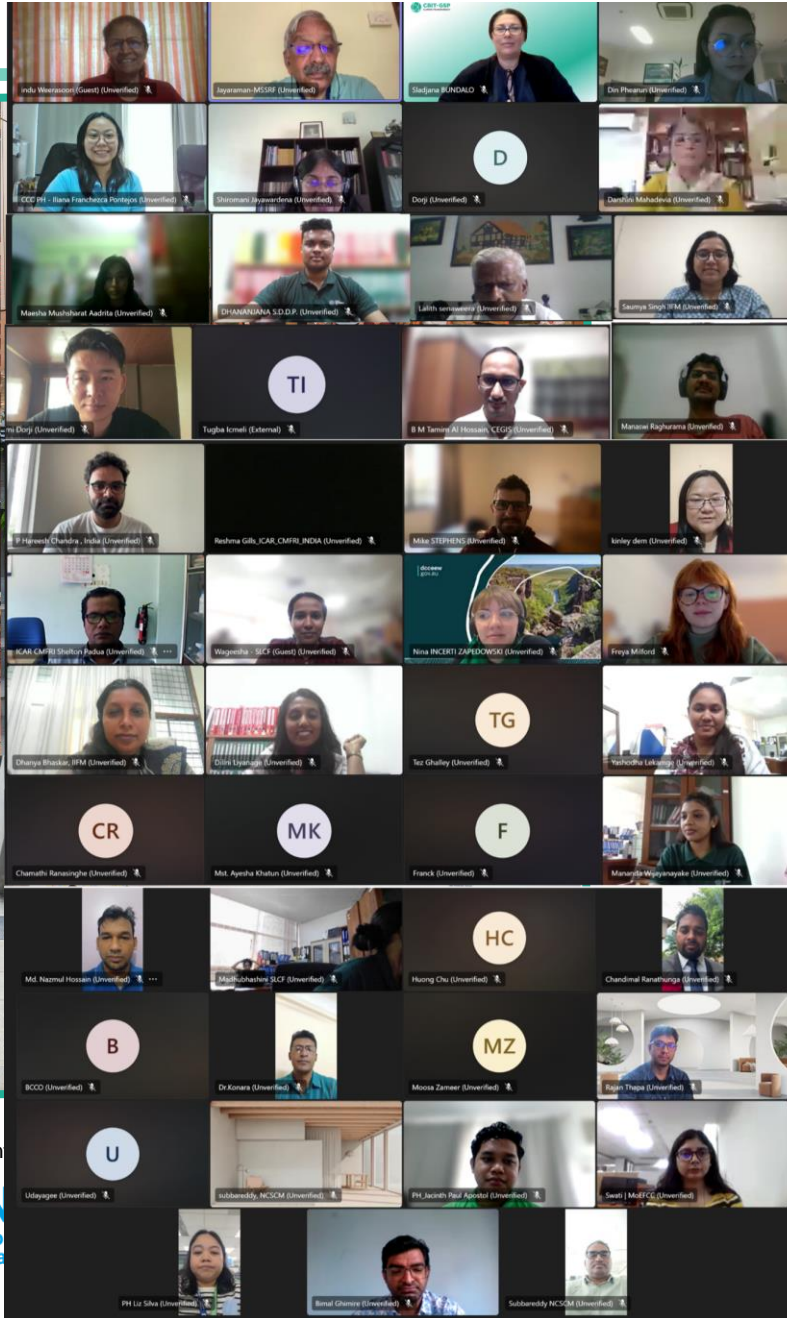 CBIT-GSP
indu Weerasoori (Guest) (Unverified)
Jayaraman-MSSRF (Unverified)
Sladjana BUNDALO
Din Phearun (Unverified)
CCC PH - Iliana Franchezca Pontejos (Unverified)
Shiromani Jayawardena (Unverified)
D
Dorji (Unverified)
Darshini Mahadevia (Unverified)
Maesha Mushsharat Aadrita (Unverified)
DHANANJANA S.D.D.P. (Unverified)
Lalith senaweera (Unverified)
Saumya Singh IIFM (Unverified)
mi Dorji (Unverified)
TI
Tugba Icmeli (External)
B M Tamim Al Hossain, CEGIS (Unverified)
Manaswi Raghurama (Unverified)
P Hareesh Chandra , India (Unverified)
Reshma Gills_ICAR_CMFRI_INDIA (Unverified)
Mike STEPHENS (Unverified)
kinley dem (Unverified)
ICAR CMFRI Shelton Padua (Unverified)
Wageesha - SLCF (Guest) (Unverified)
dcceew
gov.au
Nina INCERTI ZAPEDOWSKI (Unverified)
Freya Milford
Dhanya Bhaskar, IIFM (Unverified)
Dilni Liyanage (Unverified)
TG
Tez Ghalley (Unverified)
Yashodha Lekamge (Unverified)
CR
Chamathi Ranasinghe (Unverified)
MK
Mst. Ayesha Khatun (Unverified)
F
Franck (Unverified)
Mananda Wijayanayake (Unverified)
Md. Nazmul Hossain (Unverified)
Madhubhashini SLCF (Unverified)
HC
Huong Chu (Unverified)
Chandimal Ranathunga (Unverified)
B
BCCO (Unverified)
Dr.Konara (Unverified)
MZ
Moosa Zameer (Unverified)
Rajan Thapa (Unverified)
U
Udayagee (Unverified)
subbareddy, NCSCM (Unverified)
PH_Jacinth Paul Apostol (Unverified)
Swati | MoEFCC (Unverified)
PH Liz Silva (Unverified)
Bimal Ghimire (Unverified)
Subbareddy NCSCM (Unverified)